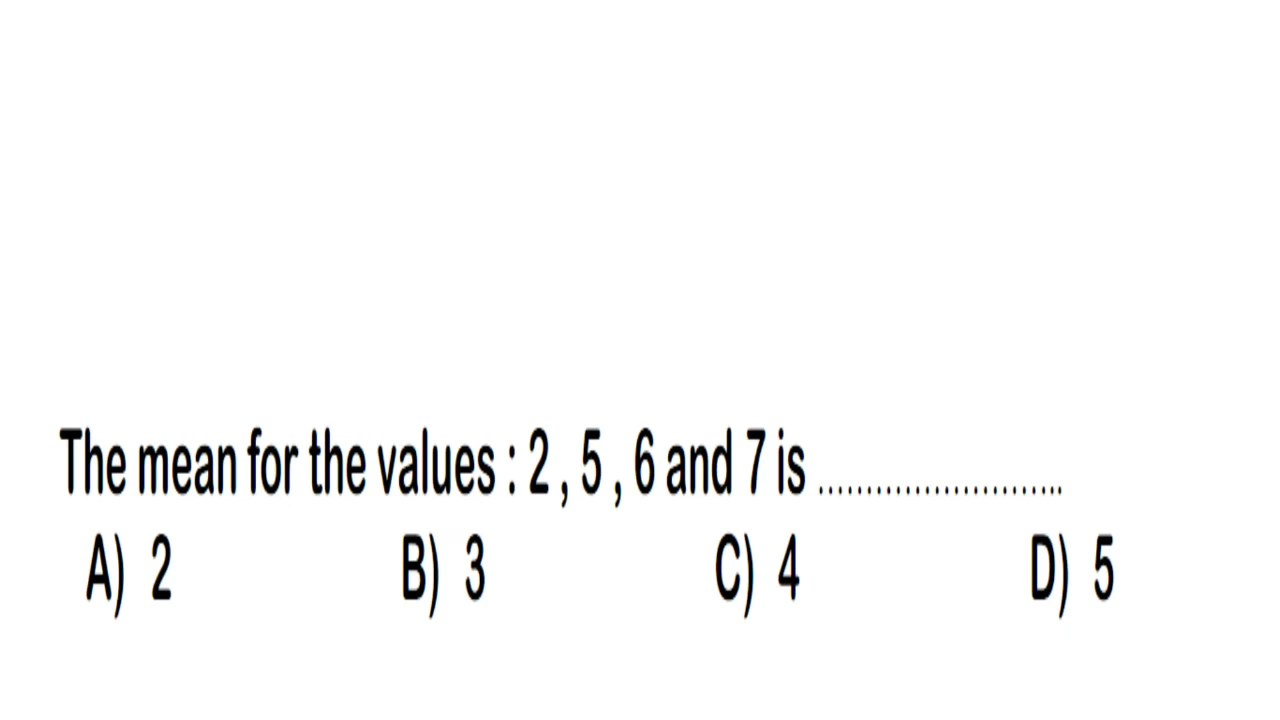 The mean for the values : 2 , 5 , 6 and 7 is ...........................
A) 2 B) 3 C) 4 D) 5